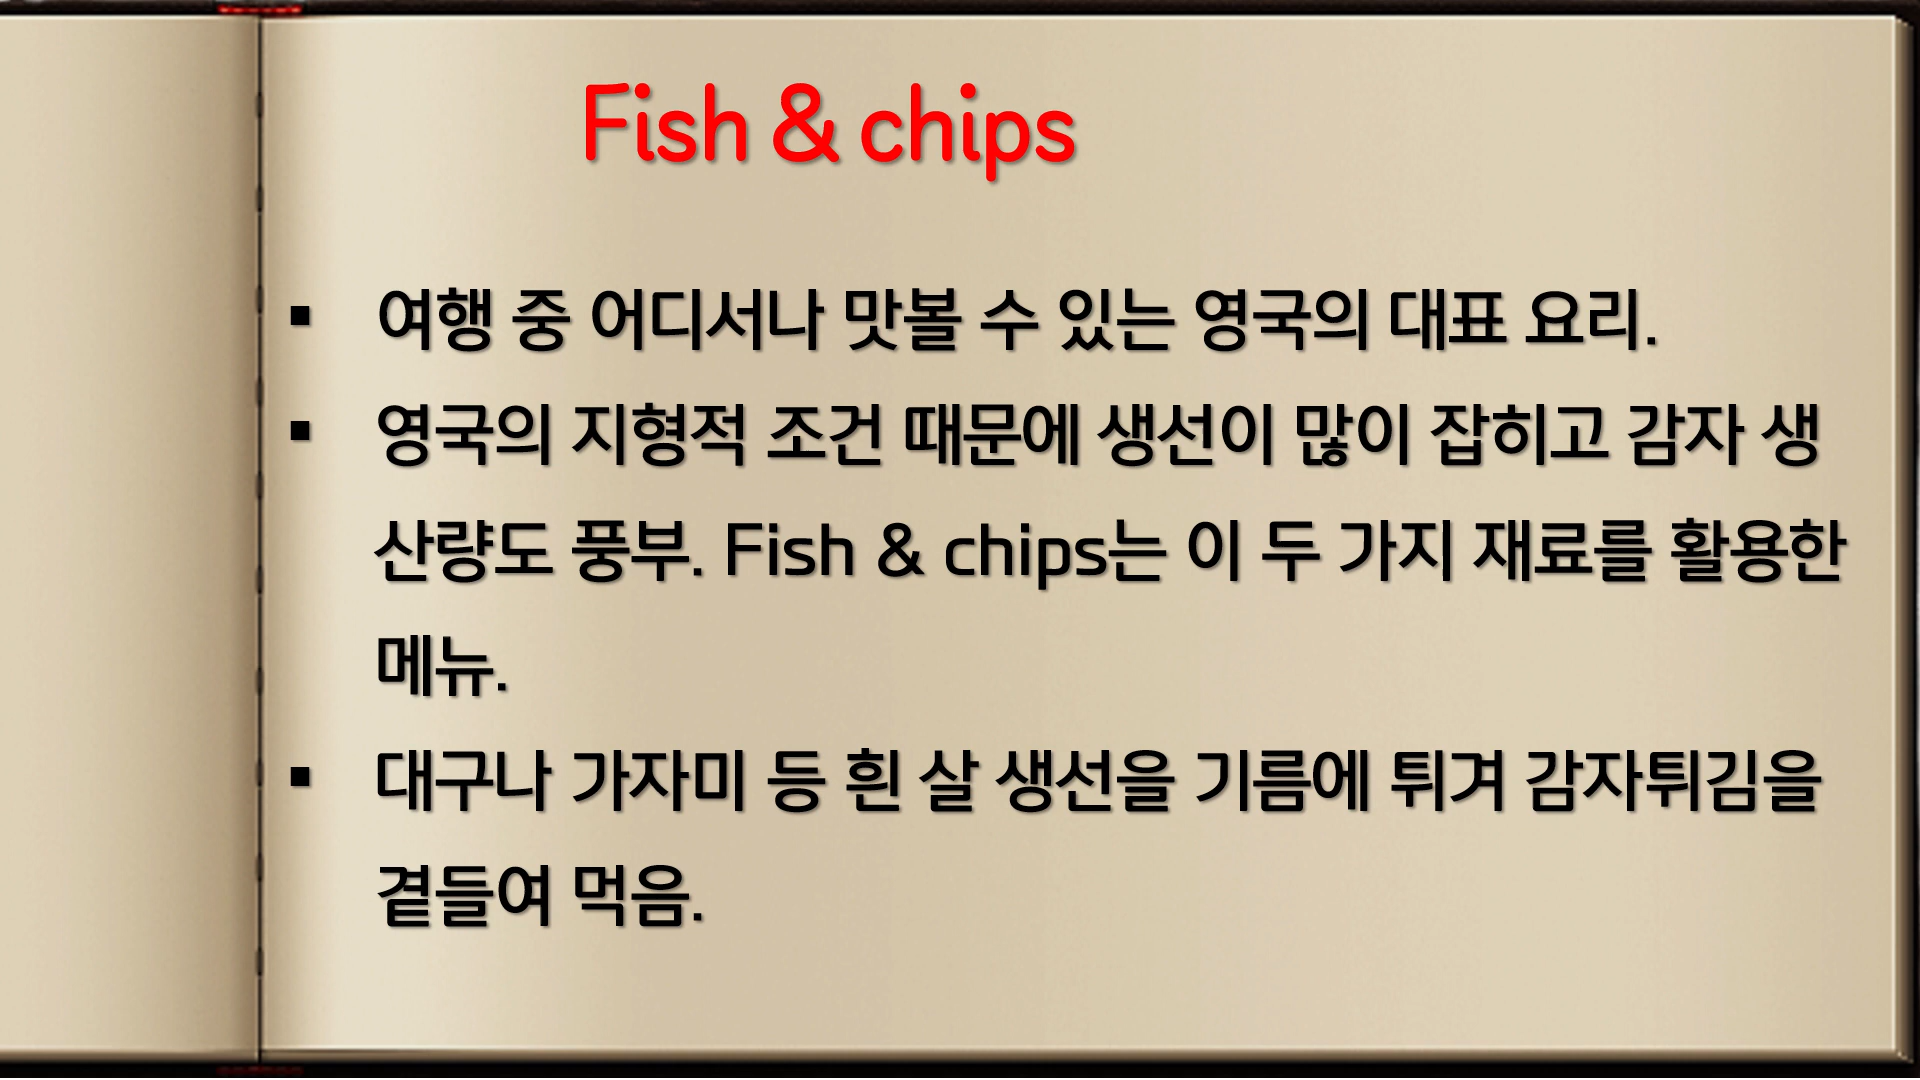 Fish & chips
▪ 여행 중 어디서나 맛볼 수 있는 영국의 대표 요리.
▪ 영국의 지형적 조건 때문에 생선이 많이 잡히고 감자 생
산량도 풍부. Fish & chips는 이 두 가지 재료를 활용한
메뉴.
▪ 대구나 가자미 등 흰 살 생선을 기름에 튀겨 감자튀김을
곁들여 먹음.